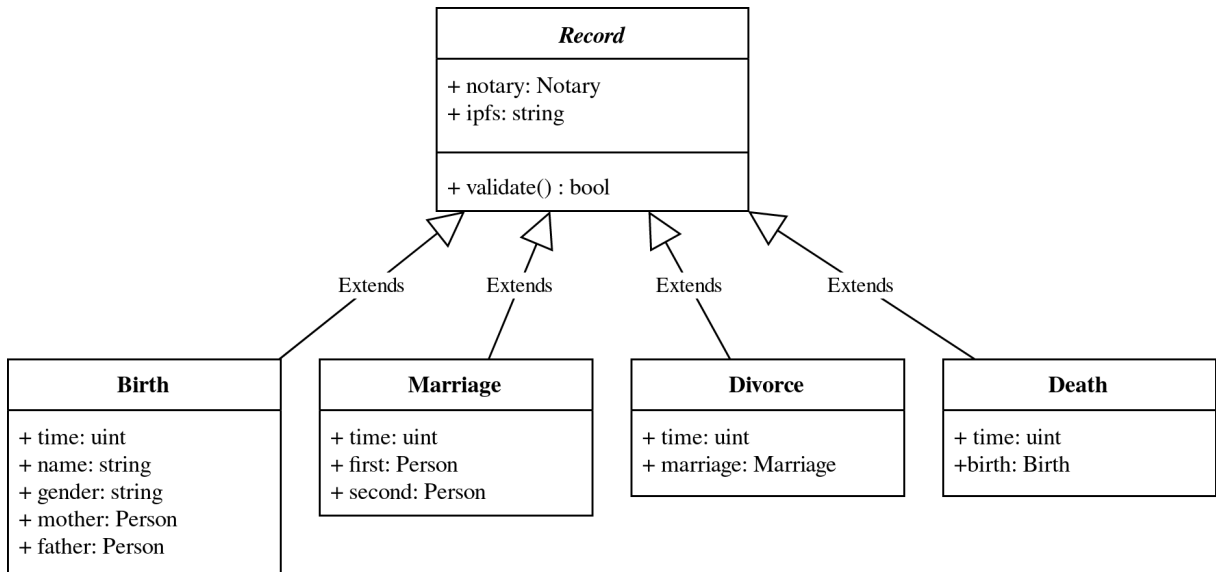 Record
+ notary: Notary
+ ipfs: string
+ validate() : bool
Extends
Extends
Extends
Extends
Birth
+ time: uint
+ name: string
+ gender: string
+ mother: Person
+ father: Person
Marriage
+ time: uint
+ first: Person
+ second: Person
Divorce
+ time: uint
+ marriage: Marriage
Death
+ time: uint
+birth: Birth